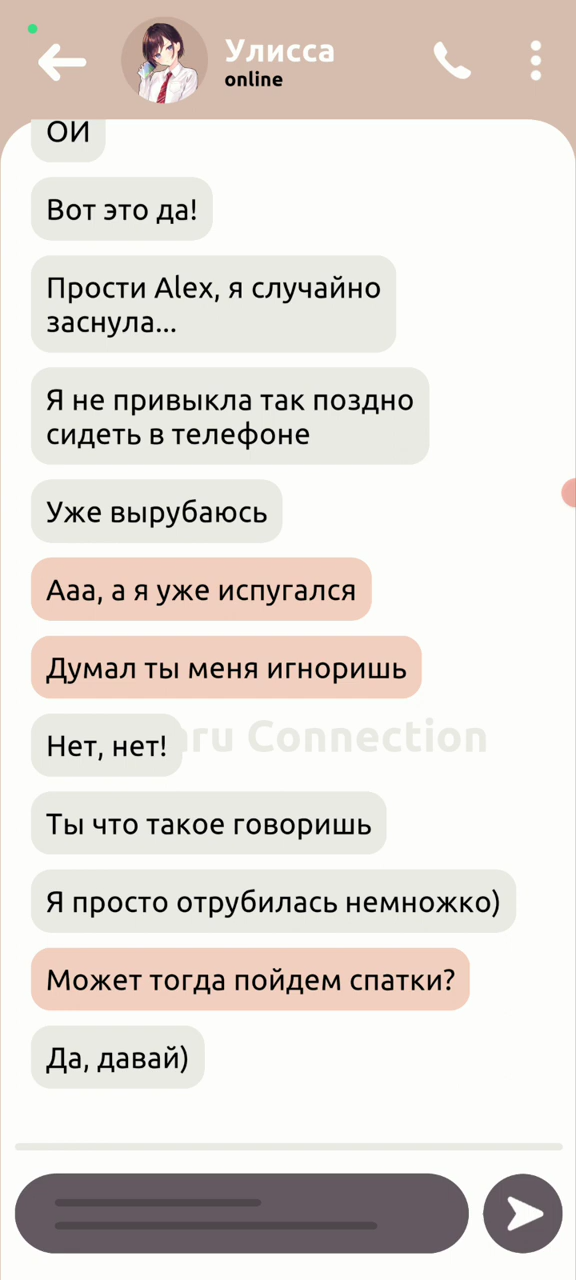 Улисса
online
ОЙ
Вот это да!
Прости Alex, я случайно
заснула...
Я не привыкла так поздно
сидеть в телефоне
Уже вырубаюсь
Ааа, а я уже испугался
Думал ты меня игноришь
Connection
Нет, нет!
Ты что такое говоришь
Я просто отрубилась немножко)
Может тогда пойдем спатки?
Да, давай)